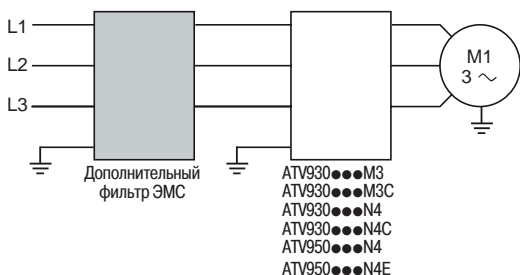 L1
L2
L3
M1
3 ~
Дополнительный
фильтр ЭМС
ATV930●●●M3
ATV930●●●M3C
ATV930●●●N4
ATV930●●●N4C
ATV950●●●N4
ATV950●●●N4E